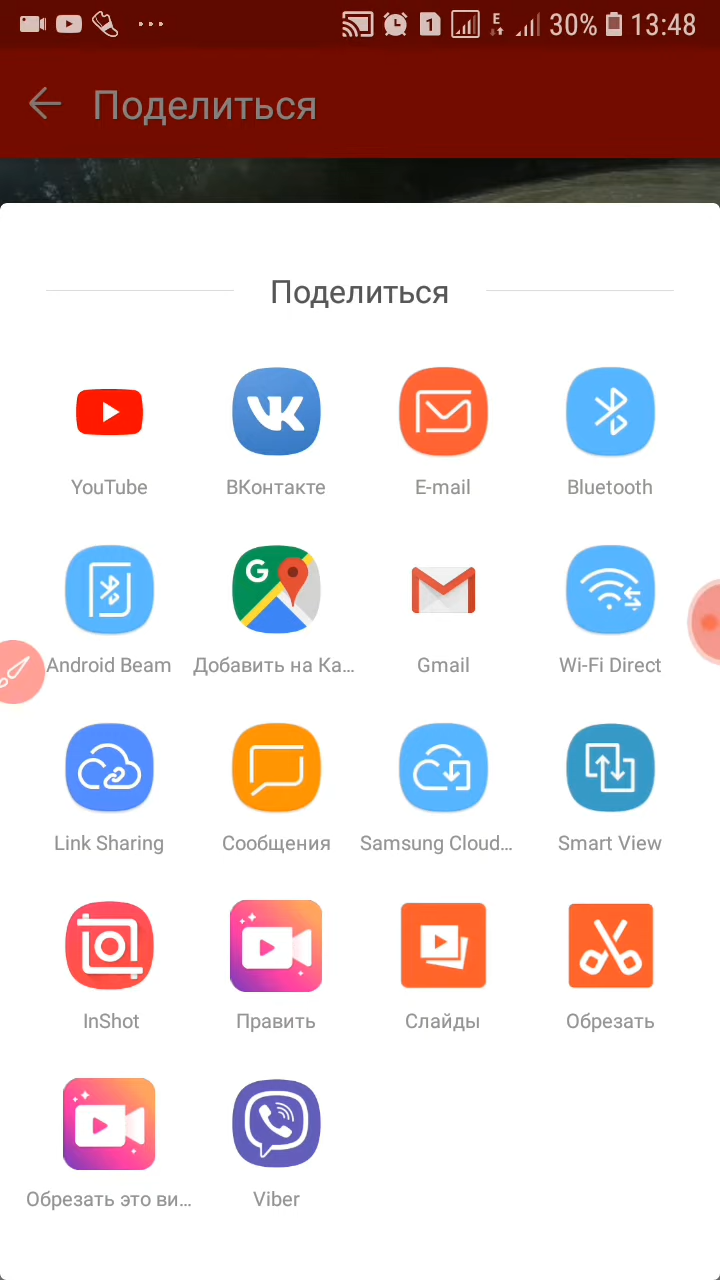 1 E 30% 13:48
Поделиться
Поделиться
YouTube ВКонтакте E-mail Bluetooth
Android Beam Добавить на Ка... Gmail Wi-Fi Direct
Link Sharing Сообщения Samsung Cloud... Smart View
InShot Править Слайды Обрезать
Обрезать это ви... Viber